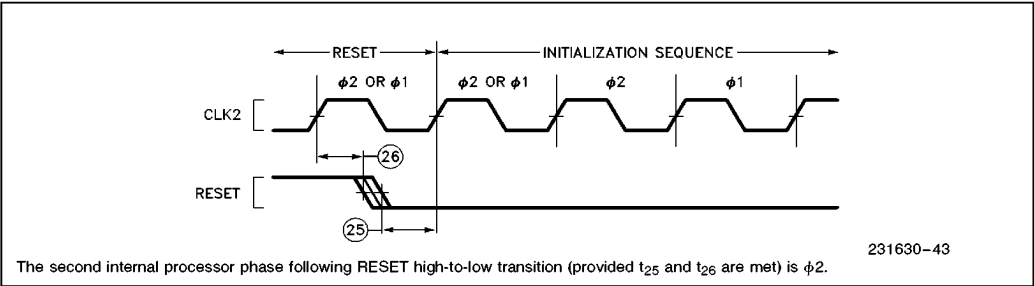 RESET
INITIALIZATION SEQUENCE
ϕ2 OR ϕ1
ϕ2 OR ϕ1
ϕ2
ϕ1
CLK2
26
RESET
25
231630–43
The second internal processor phase following RESET high-to-low transition (provided t25 and t26 are met) is ϕ2.